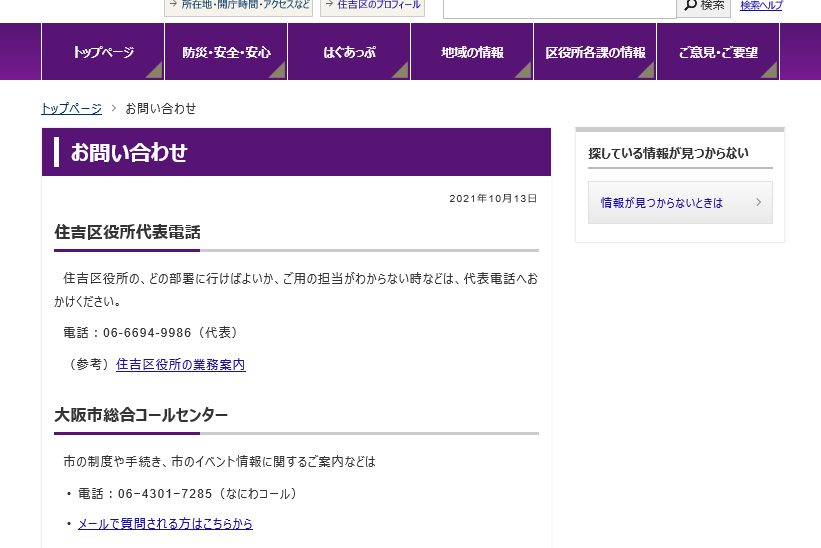 所在地・開庁時間・アクセスなど
住吉区のプロフィール
検索
検索ヘルプ
トップページ
防災・安全・安心
はぐあっぷ
地域の情報
区役所各課の情報
ご意見・ご要望
トップページ > お問い合わせ
お問い合わせ
2021年10月13日
住吉区役所代表電話
住吉区役所の、どの部署に行けばよいか、ご用の担当がわからない時などは、代表電話へお
かけください。
電話：06-6694-9986（代表）
（参考）住吉区役所の業務案内
大阪市総合コールセンター
市の制度や手続き、市のイベント情報に関するご案内などは
・電話：06-4301-7285（なにわコール）
・メールで質問される方はこちらから
探している情報が見つからない
情報が見つからないときは